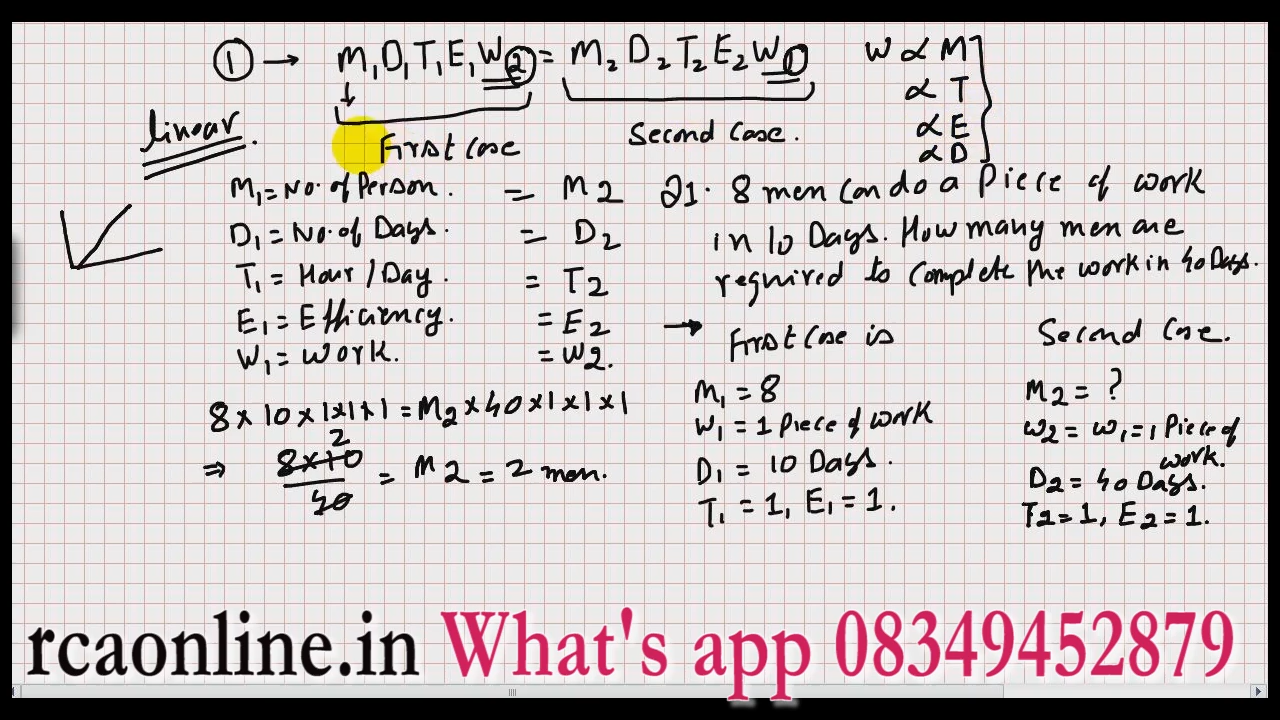 ① → M₁D₁T₁E₁W₂ = M₂D₂T₂E₂W₁
W ∝ M
∝ T
∝ E
∝ D
linear.
First Case
Second Case.
M₁ = No. of Person. = M2
D₁ = No. of Days. = D2
T₁ = Hour / Day. = T2
E₁ = Efficiency. = E2
W₁ = Work. = W2.
8 × 10 × 1 × 1 × 1 = M₂ × 40 × 1 × 1 × 1
2
⇒ 8 × 10 / 40 = M2 = 2 men.
21. 8 men can do a Piece of work
in 10 Days. How many men are
required to complete the work in 40 Days.
→ First Case is
M₁ = 8
W₁ = 1 Piece of work
D₁ = 10 Days.
T₁ = 1, E₁ = 1.
Second Case.
M2 = ?
W2 = W₁ = 1 Piece of
work.
D2 = 40 Days.
T2 = 1, E2 = 1.
rcaonline.in What's app 08349452879